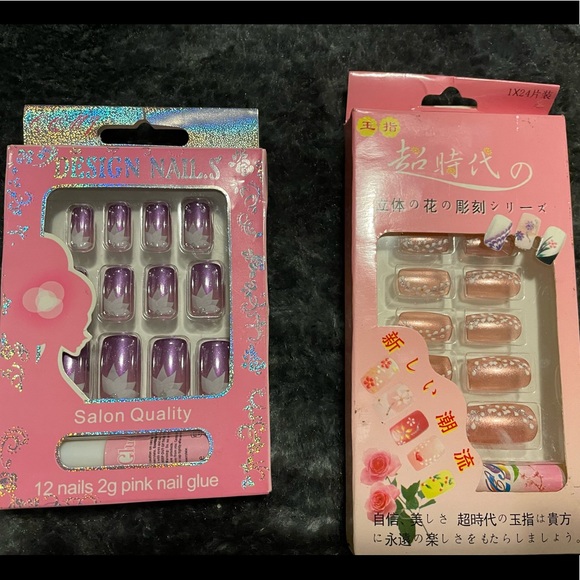 DESIGN NAILS
Salon Quality
12 nails 2g pink nail glue
1X24片装
玉指
超時代の
立体の花の彫刻シリーズ
新しい潮流
自信、美しさ 超時代の玉指は貴方
に永遠の楽しさをもたらしましょう。